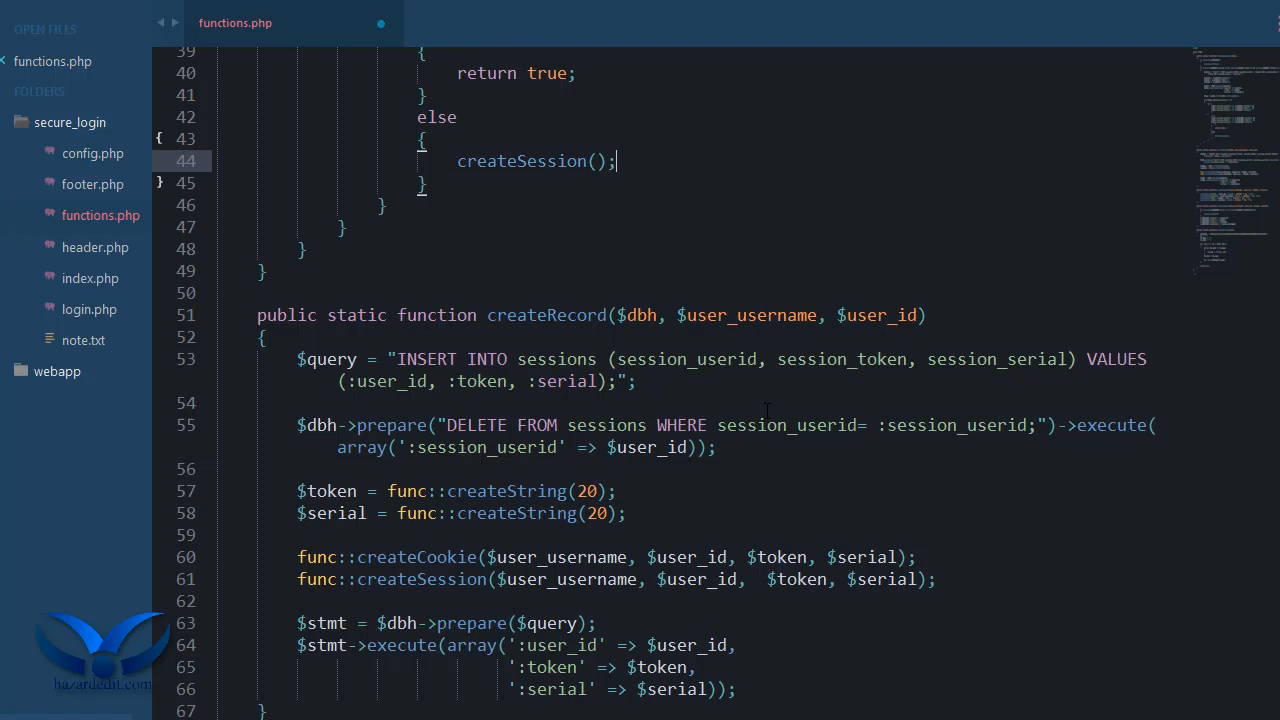 OPEN FILES
functions.php
FOLDERS
secure_login
config.php
footer.php
functions.php
header.php
index.php
login.php
note.txt
webapp
hazardedit.com
functions.php
39 {
40 return true;
41 }
42 else
{ 43 {
44 createSession();
} 45 }
46 }
47 }
48 }
49 }
50
51 public static function createRecord($dbh, $user_username, $user_id)
52 {
53 $query = "INSERT INTO sessions (session_userid, session_token, session_serial) VALUES
(:user_id, :token, :serial);";
54
55 $dbh->prepare("DELETE FROM sessions WHERE session_userid= :session_userid;")->execute(
array(':session_userid' => $user_id));
56
57 $token = func::createString(20);
58 $serial = func::createString(20);
59
60 func::createCookie($user_username, $user_id, $token, $serial);
61 func::createSession($user_username, $user_id,  $token, $serial);
62
63 $stmt = $dbh->prepare($query);
64 $stmt->execute(array(':user_id' => $user_id,
65 ':token' => $token,
66 ':serial' => $serial));
67 }